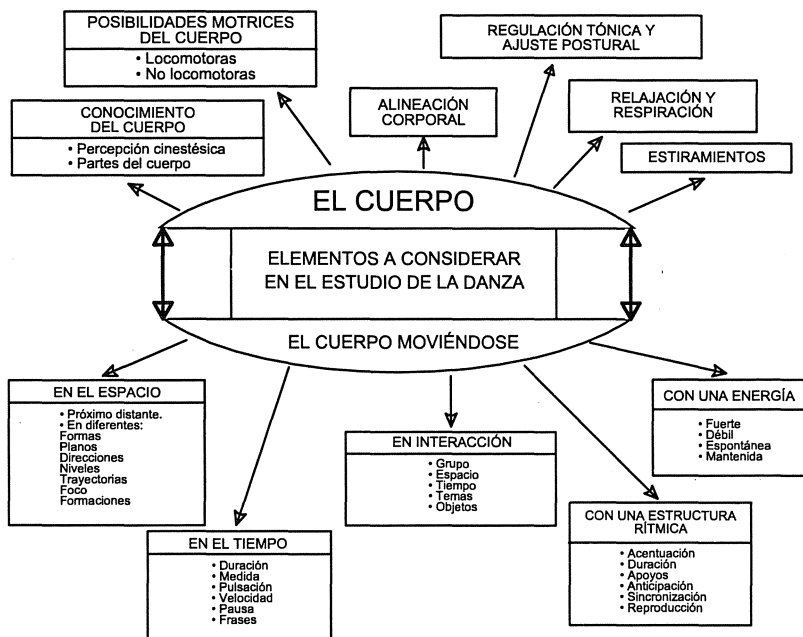 POSIBILIDADES MOTRICES
DEL CUERPO
• Locomotoras
• No locomotoras
REGULACIÓN TÓNICA Y
AJUSTE POSTURAL
CONOCIMIENTO
DEL CUERPO
• Percepción cinestésica
• Partes del cuerpo
ALINEACIÓN
CORPORAL
RELAJACIÓN Y
RESPIRACIÓN
ESTIRAMIENTOS
EL CUERPO
ELEMENTOS A CONSIDERAR
EN EL ESTUDIO DE LA DANZA
EL CUERPO MOVIÉNDOSE
EN EL ESPACIO
• Próximo distante.
• En diferentes:
Formas
Planos
Direcciones
Niveles
Trayectorias
Foco
Formaciones
EN EL TIEMPO
• Duración
• Medida
• Pulsación
• Velocidad
• Pausa
• Frases
EN INTERACCIÓN
• Grupo
• Espacio
• Tiempo
• Temas
• Objetos
CON UNA ESTRUCTURA
RÍTMICA
• Acentuación
• Duración
• Apoyos
• Anticipación
• Sincronización
• Reproducción
CON UNA ENERGÍA
• Fuerte
• Débil
• Espontánea
• Mantenida